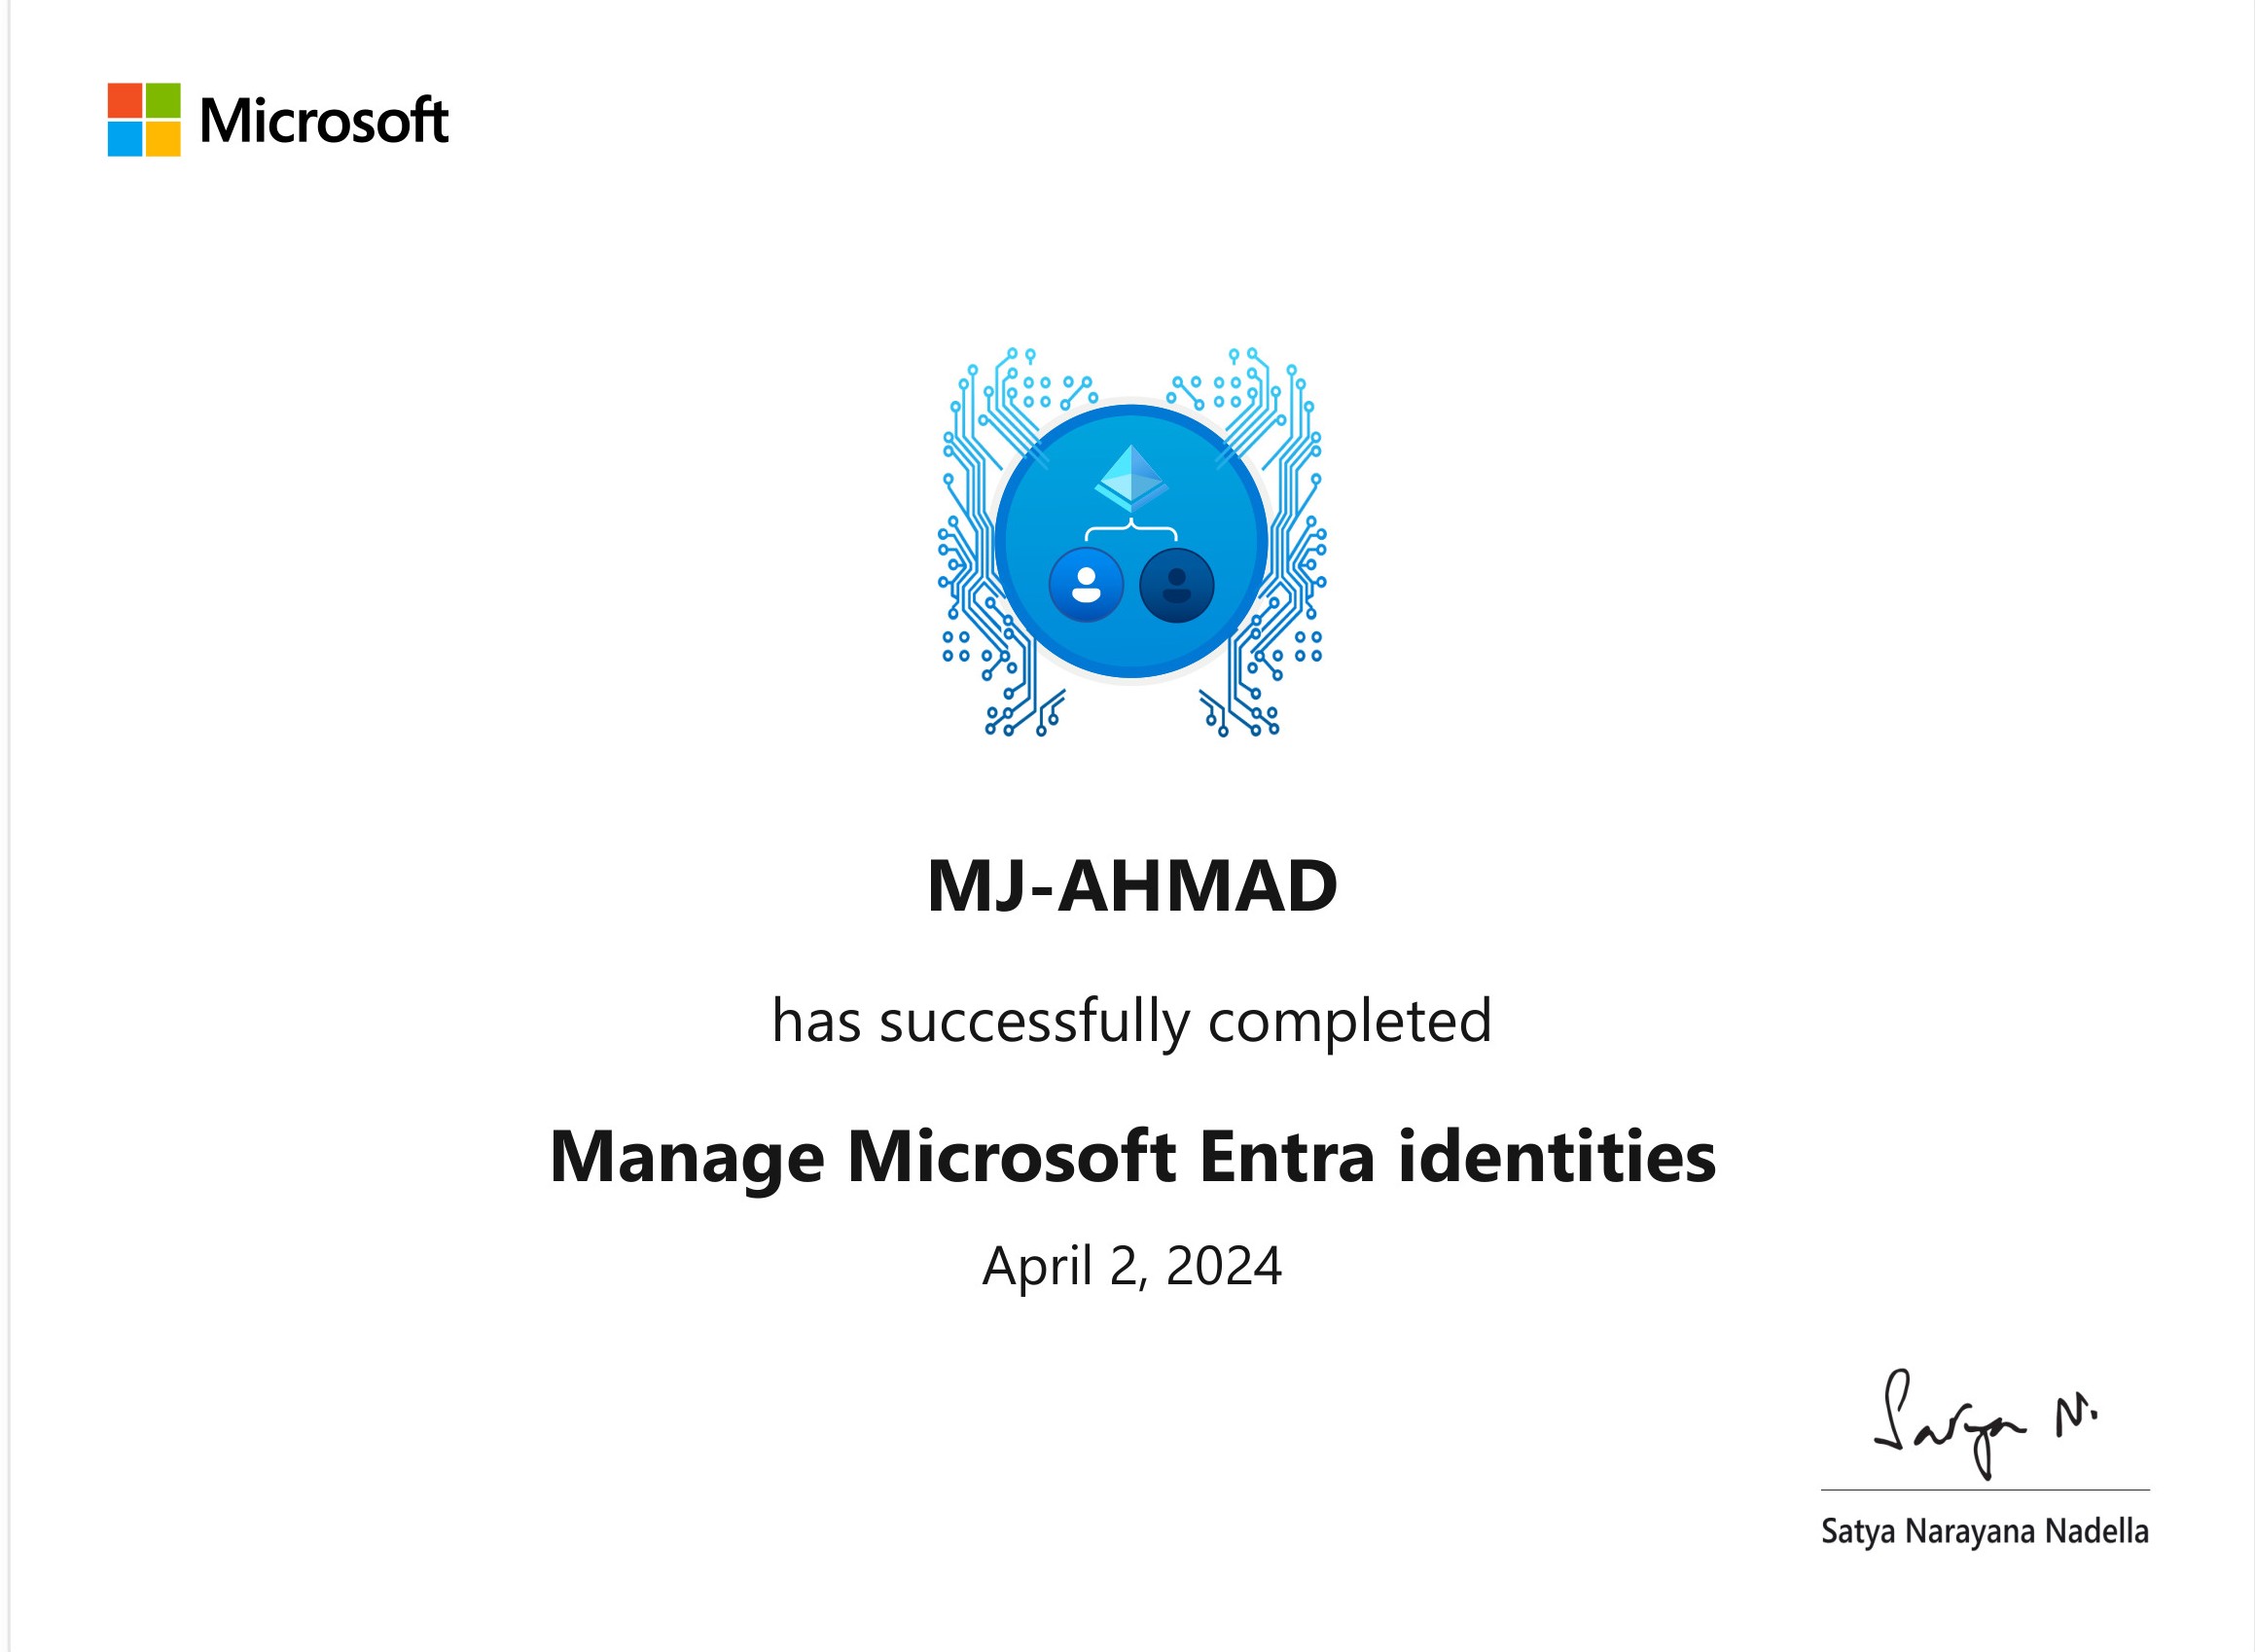 Microsoft
MJ-AHMAD
has successfully completed
Manage Microsoft Entra identities
April 2, 2024
Satya N.
Satya Narayana Nadella